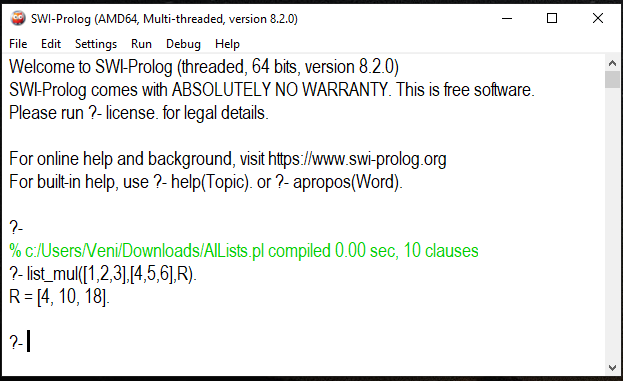 SWI-Prolog (AMD64, Multi-threaded, version 8.2.0)
File Edit Settings Run Debug Help
Welcome to SWI-Prolog (threaded, 64 bits, version 8.2.0)
SWI-Prolog comes with ABSOLUTELY NO WARRANTY. This is free software.
Please run ?- license. for legal details.
For online help and background, visit https://www.swi-prolog.org
For built-in help, use ?- help(Topic). or ?- apropos(Word).
?-
% c:/Users/Veni/Downloads/AILists.pl compiled 0.00 sec, 10 clauses
?- list_mul([1,2,3],[4,5,6],R).
R = [4, 10, 18].
?-